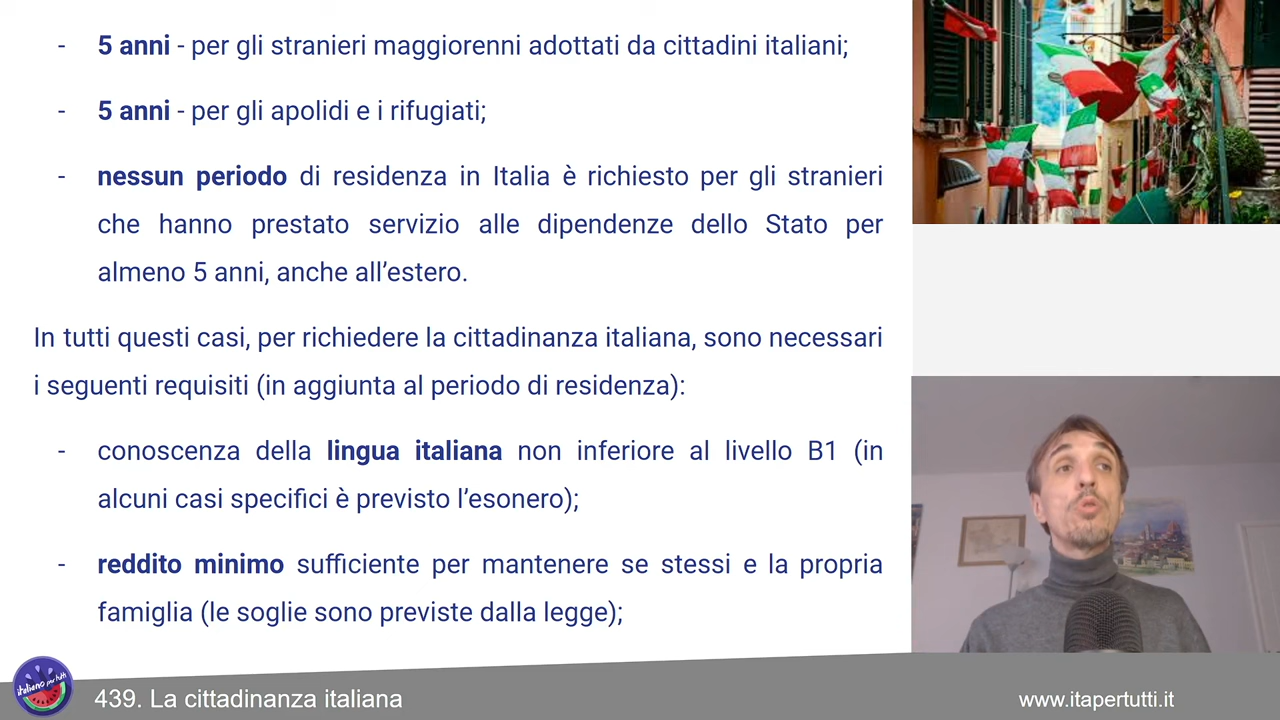 - 5 anni - per gli stranieri maggiorenni adottati da cittadini italiani;
- 5 anni - per gli apolidi e i rifugiati;
- nessun periodo di residenza in Italia è richiesto per gli stranieri
che hanno prestato servizio alle dipendenze dello Stato per
almeno 5 anni, anche all’estero.
In tutti questi casi, per richiedere la cittadinanza italiana, sono necessari
i seguenti requisiti (in aggiunta al periodo di residenza):
- conoscenza della lingua italiana non inferiore al livello B1 (in
alcuni casi specifici è previsto l’esonero);
- reddito minimo sufficiente per mantenere se stessi e la propria
famiglia (le soglie sono previste dalla legge);
italiano per tutti
439. La cittadinanza italiana
www.itapertutti.it